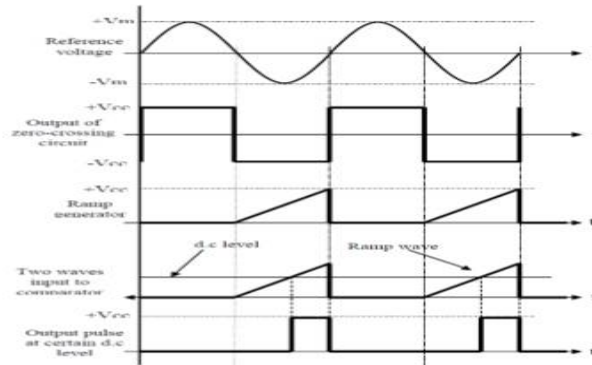 +Vm
Reference
voltage
-Vm
+Vcc
Output of
zero-crossing
circuit
-Vcc
+Vcc
Ramp
generator
t
d.c level
Ramp wave
Two waves
input to
comparator
t
+Vcc
Output pulse
at certain d.c
level
t